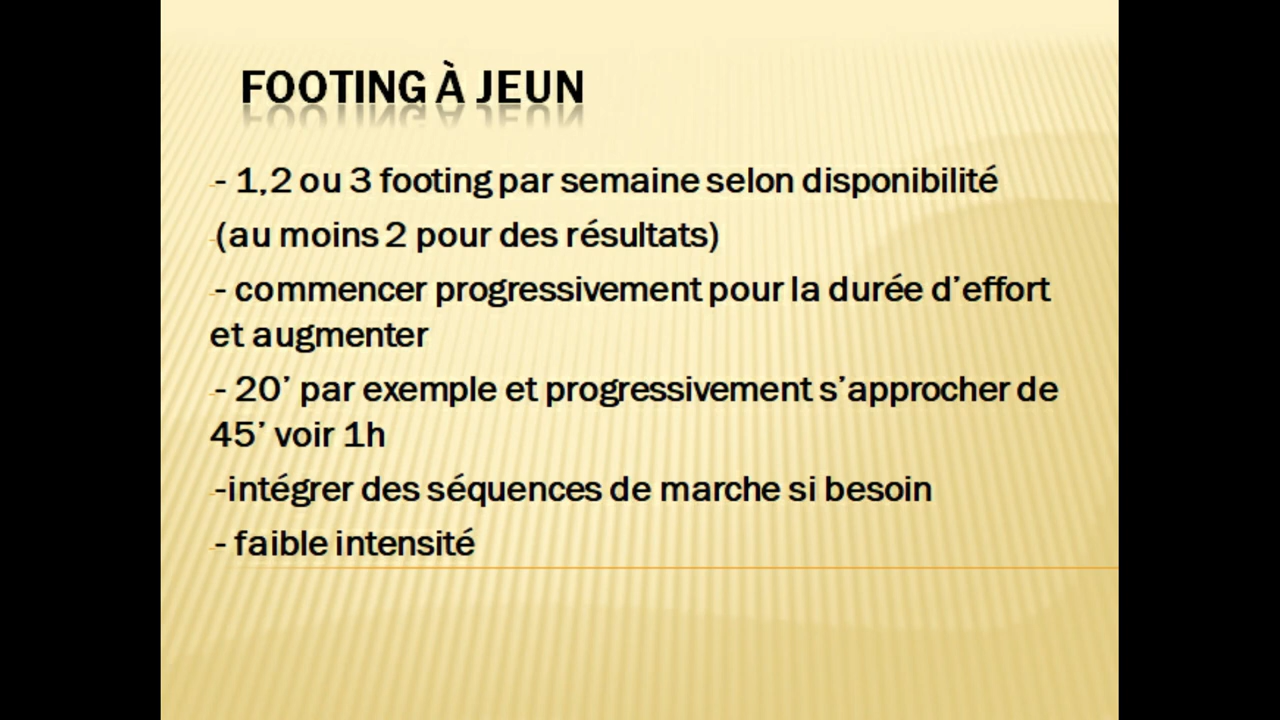 FOOTING À JEUN
- 1,2 ou 3 footing par semaine selon disponibilité
(au moins 2 pour des résultats)
- commencer progressivement pour la durée d’effort
et augmenter
- 20’ par exemple et progressivement s’approcher de
45’ voir 1h
-intégrer des séquences de marche si besoin
- faible intensité